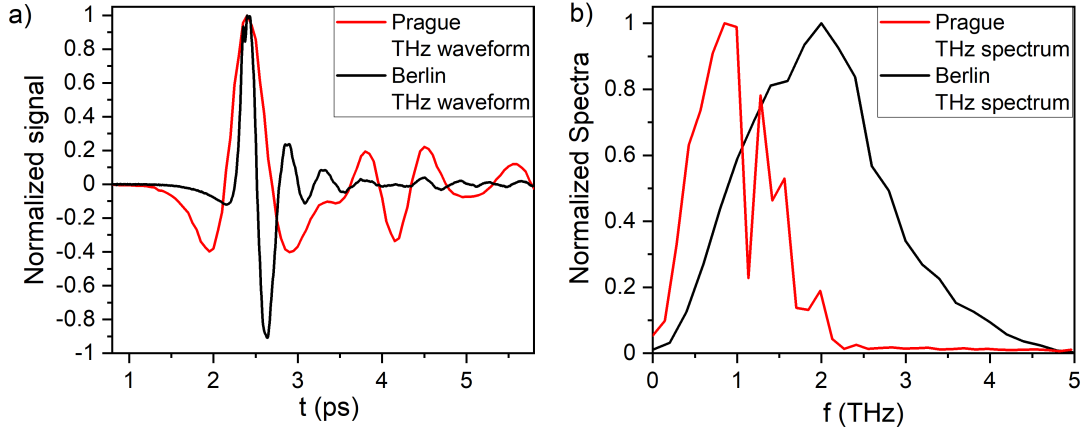 a)
Normalized signal
1
0.8
0.6
0.4
0.2
0
-0.2
-0.4
-0.6
-0.8
-1
1
2
3
4
5
t (ps)
Prague
THz waveform
Berlin
THz waveform
b)
Normalized Spectra
1
0.8
0.6
0.4
0.2
0
0
1
2
3
4
5
f (THz)
Prague
THz spectrum
Berlin
THz spectrum